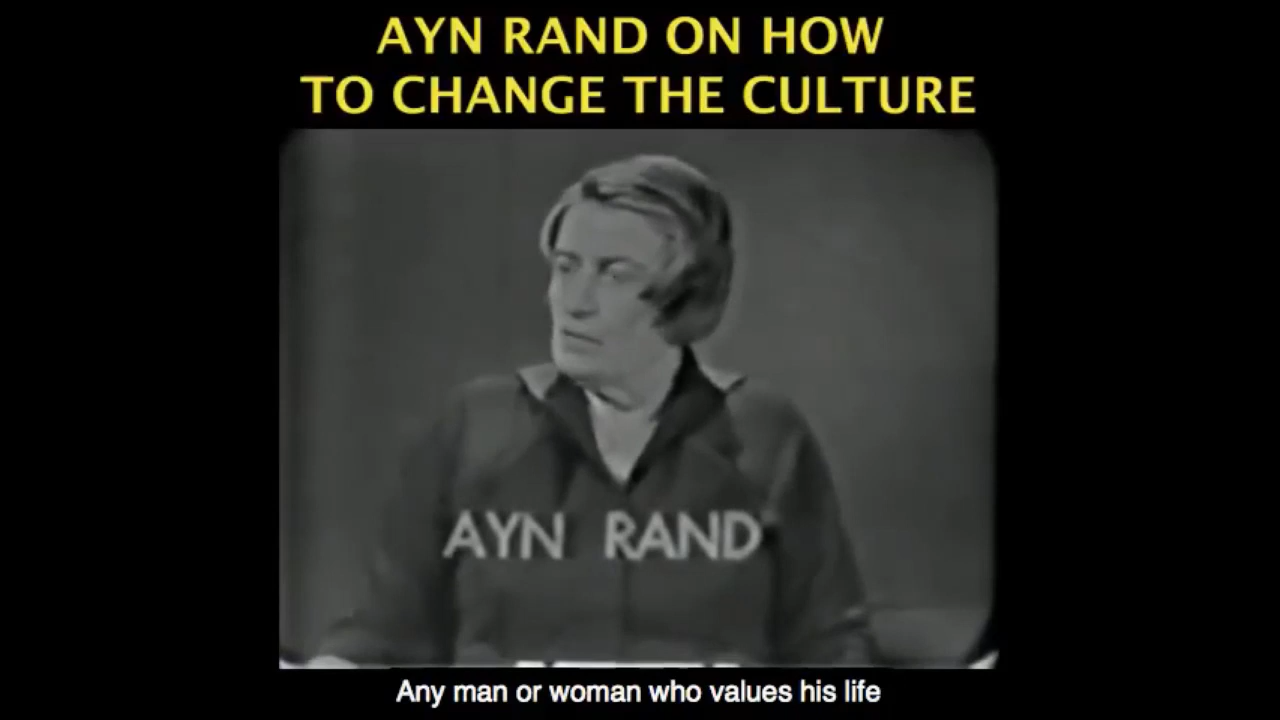 AYN RAND ON HOW
TO CHANGE THE CULTURE
AYN RAND
Any man or woman who values his life